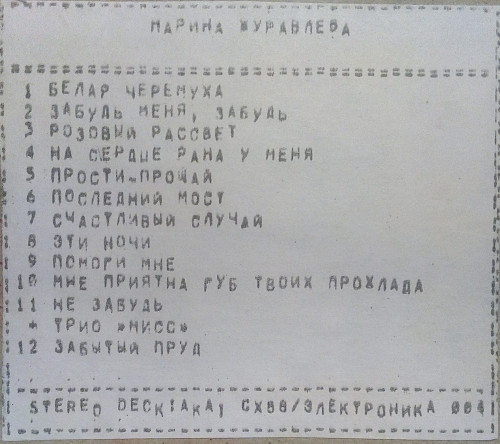 МАРИНА ЖУРАВЛЕВА
1 БЕЛАЯ ЧЕРЕМУХА
2 ЗАБУДЬ МЕНЯ, ЗАБУДЬ
3 РОЗОВЫЙ РАССВЕТ
4 НА СЕРДЦЕ РАНА У МЕНЯ
5 ПРОСТИ-ПРОЩАЙ
6 ПОСЛЕДНИЙ МОСТ
7 СЧАСТЛИВЫЙ СЛУЧАЙ
8 ЭТИ НОЧИ
9 ПОМОГИ МНЕ
10 МНЕ ПРИЯТНА ГУБ ТВОИХ ПРОХЛАДА
11 НЕ ЗАБУДЬ
* ТРИО »МИСС»
12 ЗАБЫТЫЙ ПРУД
STEREO DECK: AKAI GX88/ЭЛЕКТРОНИКА 004